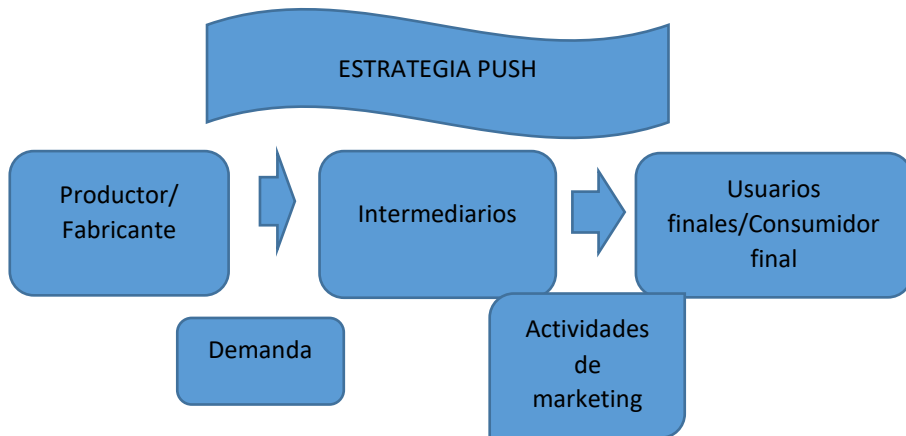 ESTRATEGIA PUSH
Productor/
Fabricante
Intermediarios
Usuarios
finales/Consumidor
final
Demanda
Actividades
de
marketing